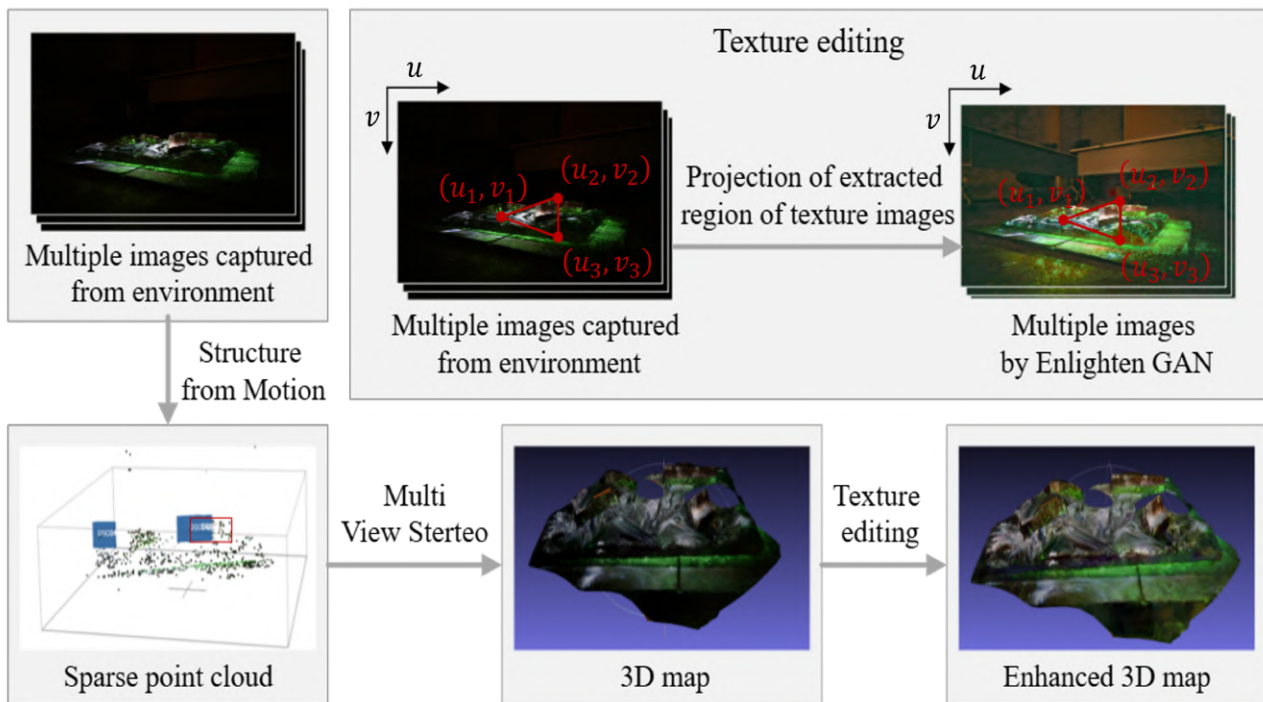 Multiple images captured
from environment
Texture editing
u
v
(u₁, v₁)
(u₂, v₂)
(u₃, v₃)
Multiple images captured
from environment
Projection of extracted
region of texture images
u
v
(u₁, v₁)
(u₂, v₂)
(u₃, v₃)
Multiple images
by Enlighten GAN
Structure
from Motion
Sparse point cloud
Multi
View Sterteo
3D map
Texture
editing
Enhanced 3D map